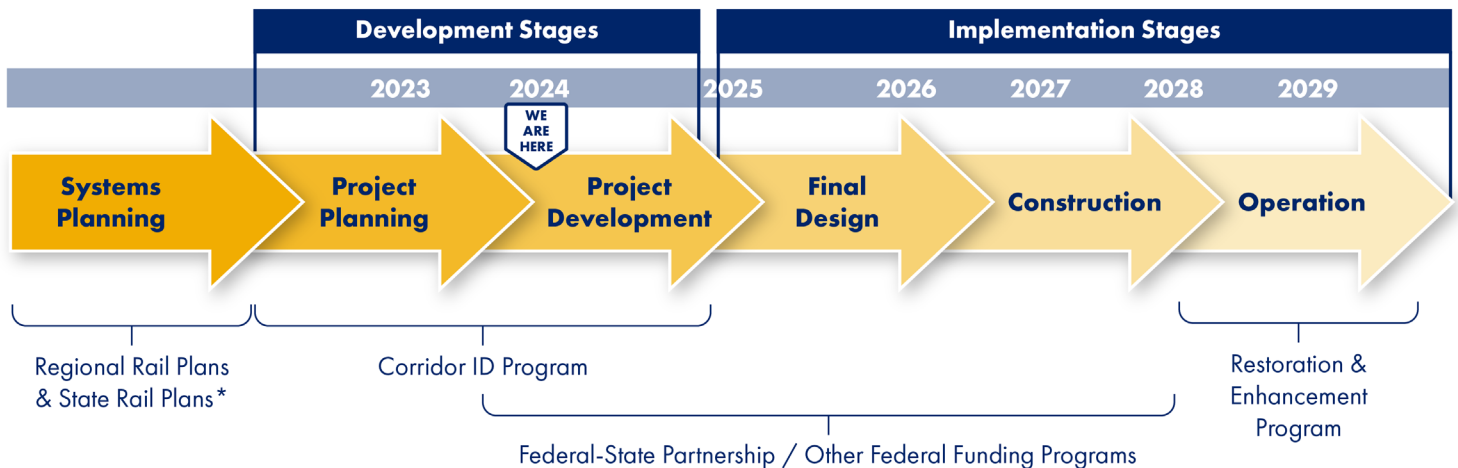 Development Stages
Implementation Stages
2023
2024
2025
2026
2027
2028
2029
WE
ARE
HERE
Systems
Planning
Project
Planning
Project
Development
Final
Design
Construction
Operation
Regional Rail Plans
& State Rail Plans*
Corridor ID Program
Restoration &
Enhancement
Program
Federal-State Partnership / Other Federal Funding Programs